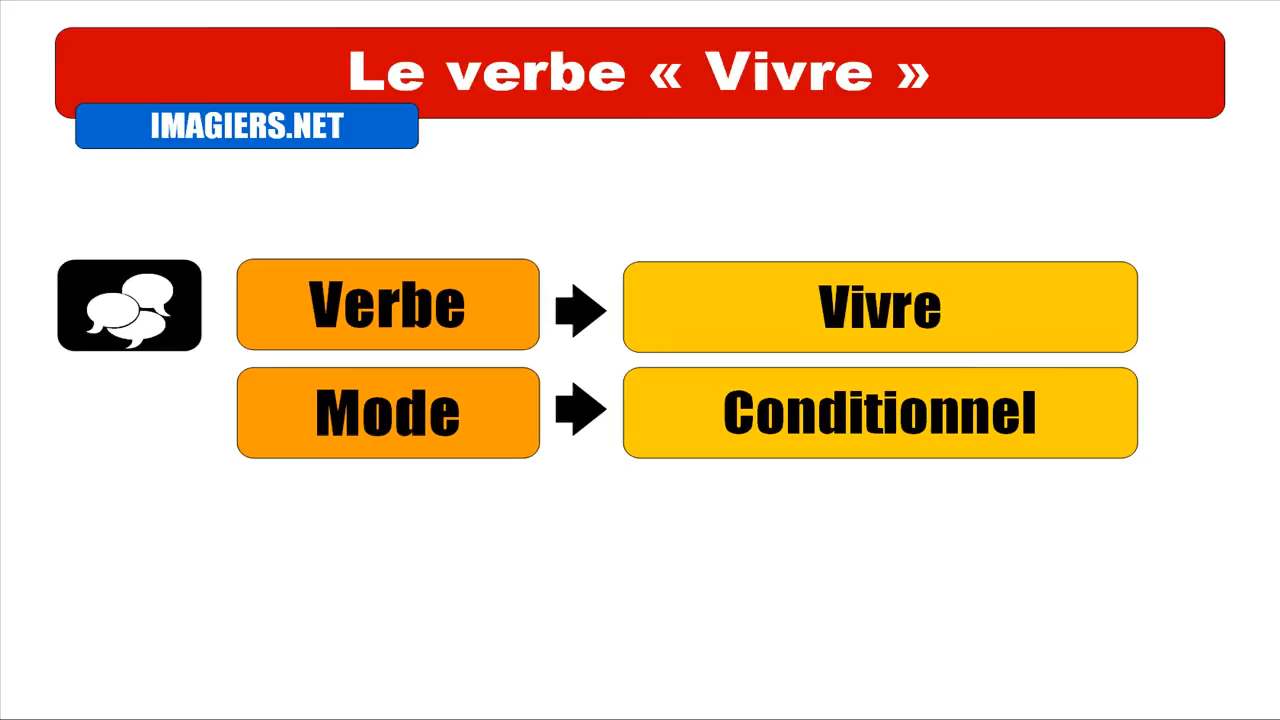 Le verbe « Vivre »
IMAGIERS.NET
Verbe
Vivre
Mode
Conditionnel